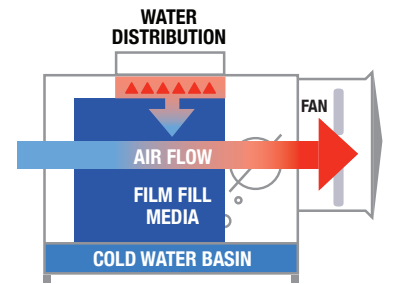 WATER
DISTRIBUTION
FAN
AIR FLOW
FILM FILL
MEDIA
COLD WATER BASIN